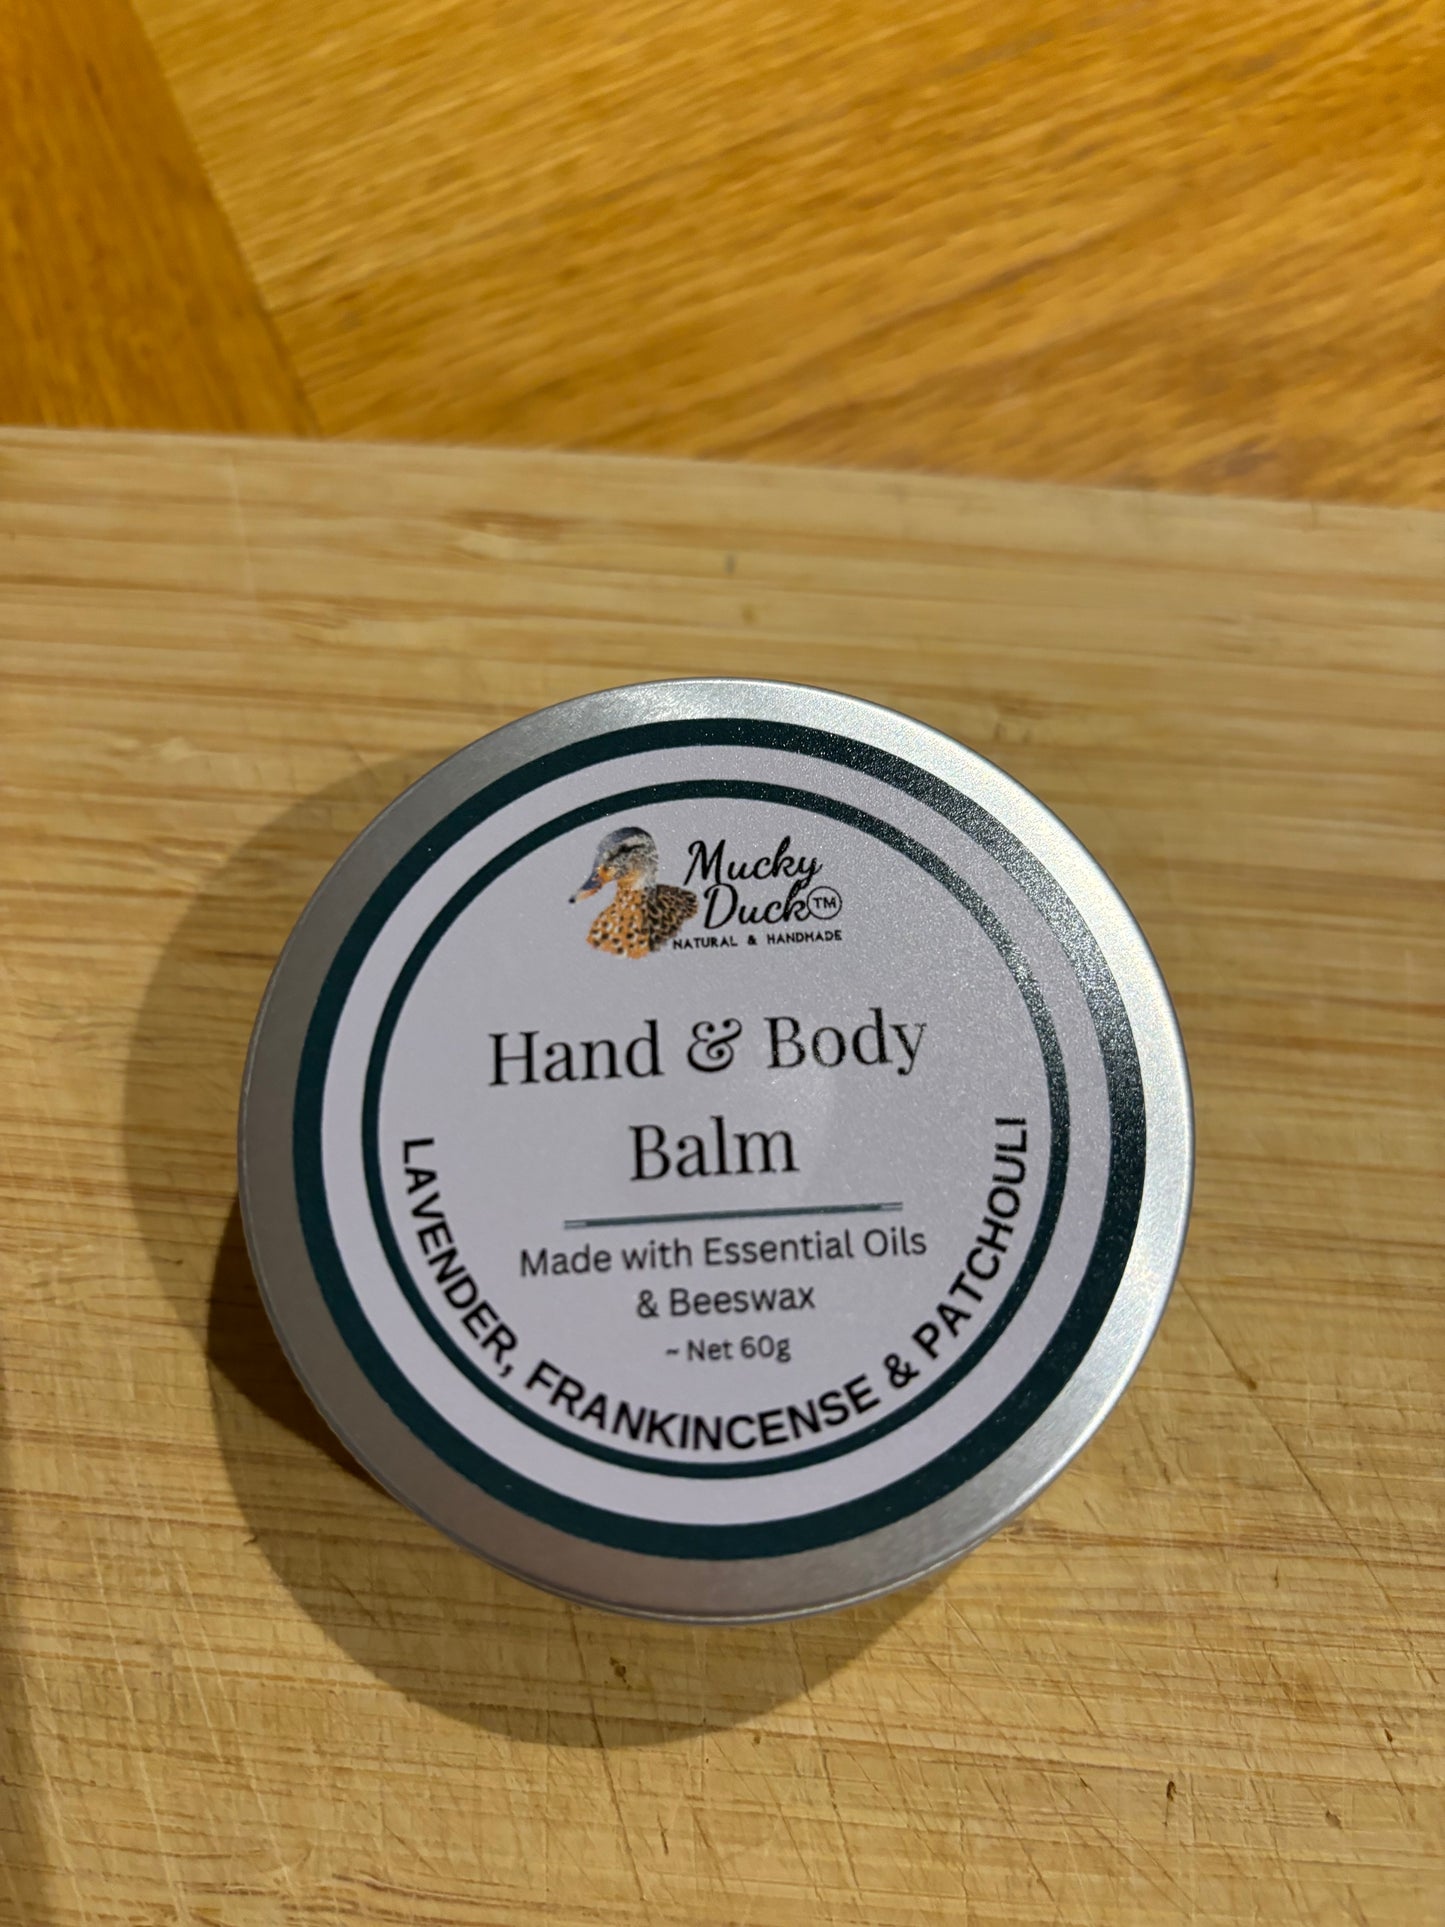 Mucky
Duck™
NATURAL & HANDMADE
Hand & Body
Balm
Made with Essential Oils
& Beeswax
~ Net 60g
LAVENDER, FRANKINCENSE & PATCHOULI